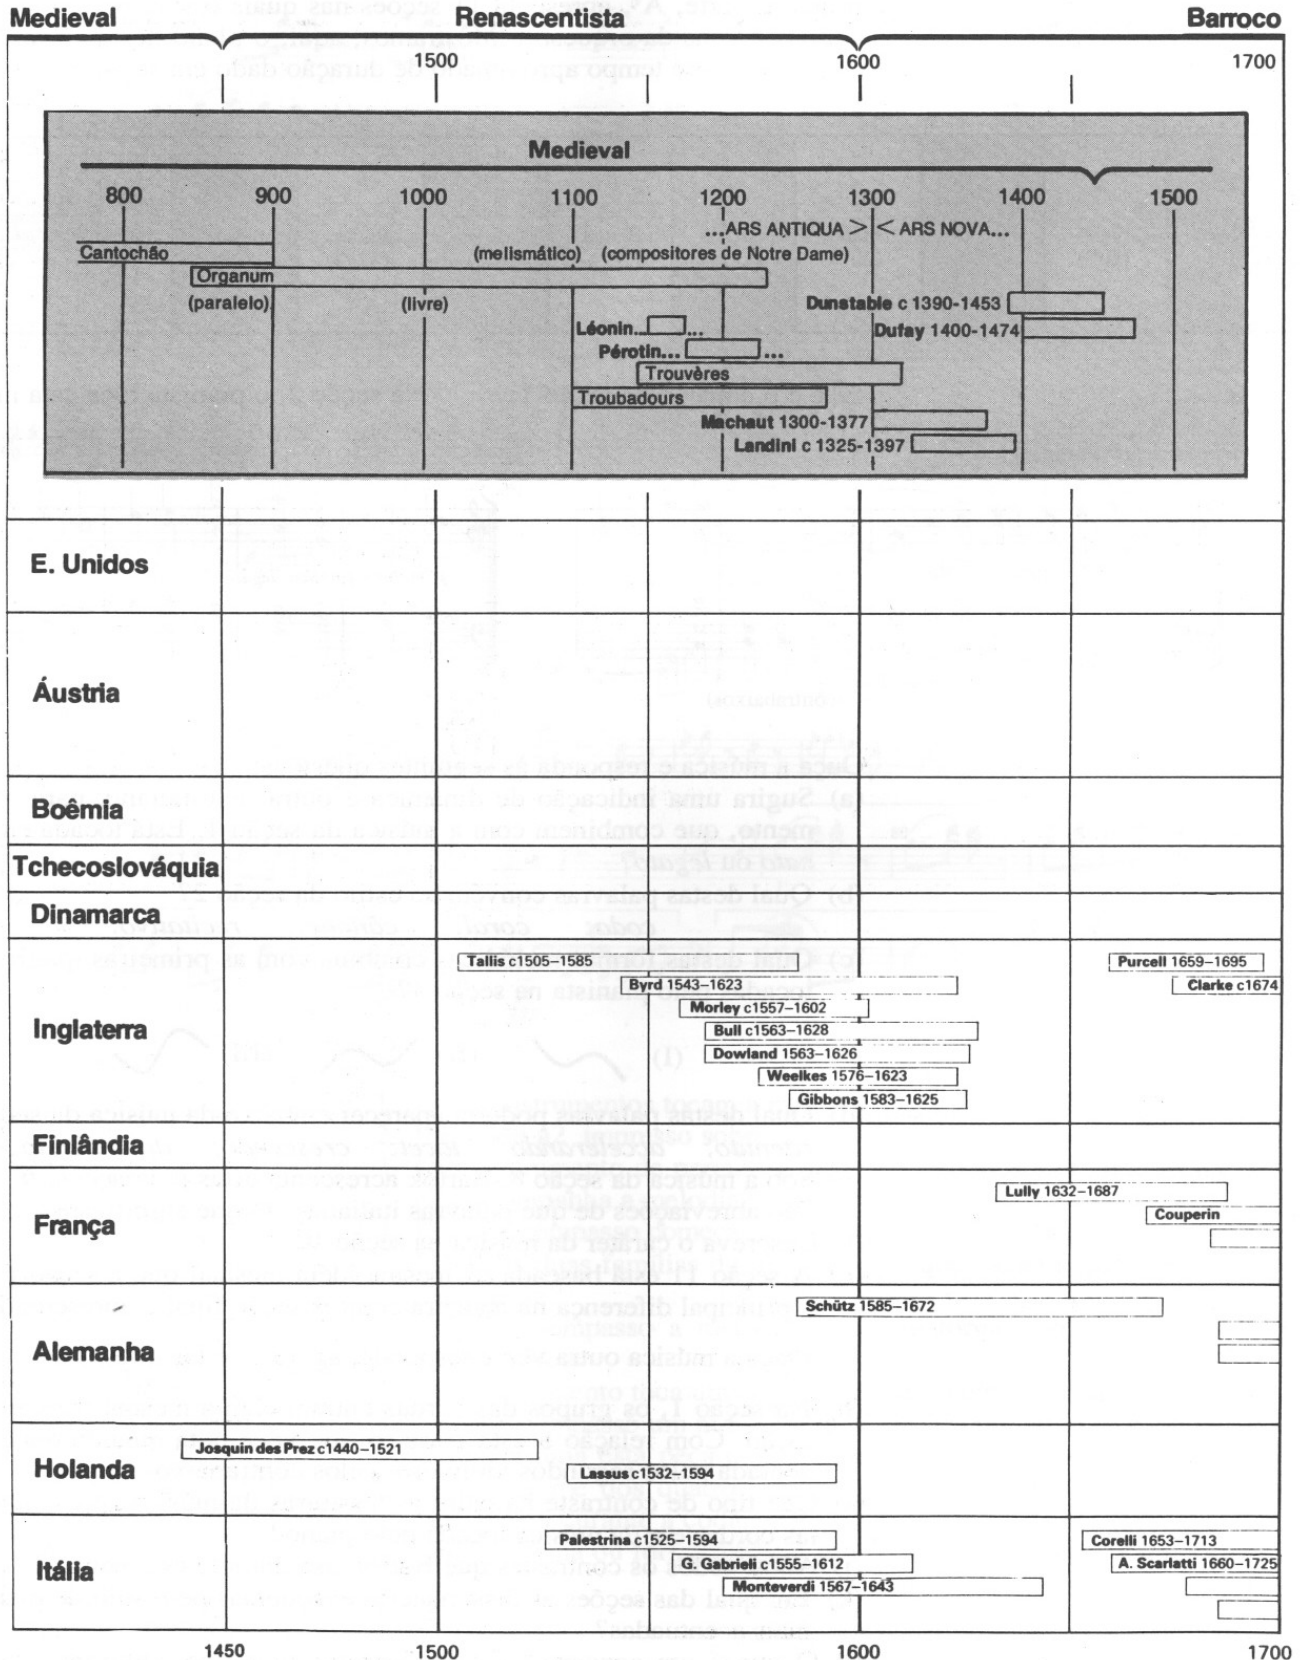 Medieval Renascentista Barroco
1500 1600 1700
Medieval
800 900 1000 1100 1200 1300 1400 1500
...ARS ANTIQUA > < ARS NOVA...
Cantochão (melismático) (compositores de Notre Dame)
Organum
(paralelo) (livre) Dunstable c 1390-1453
Léonin... ... Dufay 1400-1474
Pérotin... ...
Trouvères
Troubadours
Machaut 1300-1377
Landini c 1325-1397
E. Unidos
Áustria
Boêmia
Tchecoslováquia
Dinamarca
Inglaterra
Tallis c1505–1585 Purcell 1659–1695
Byrd 1543–1623 Clarke c1674
Morley c1557–1602
Bull c1563–1628
Dowland 1563–1626
Weelkes 1576–1623
Gibbons 1583–1625
Finlândia
França
Lully 1632–1687
Couperin
Alemanha
Schütz 1585–1672
Holanda
Josquin des Prez c1440–1521
Lassus c1532–1594
Itália
Palestrina c1525–1594 Corelli 1653–1713
G. Gabrieli c1555–1612 A. Scarlatti 1660–1725
Monteverdi 1567–1643
1450 1500 1600 1700